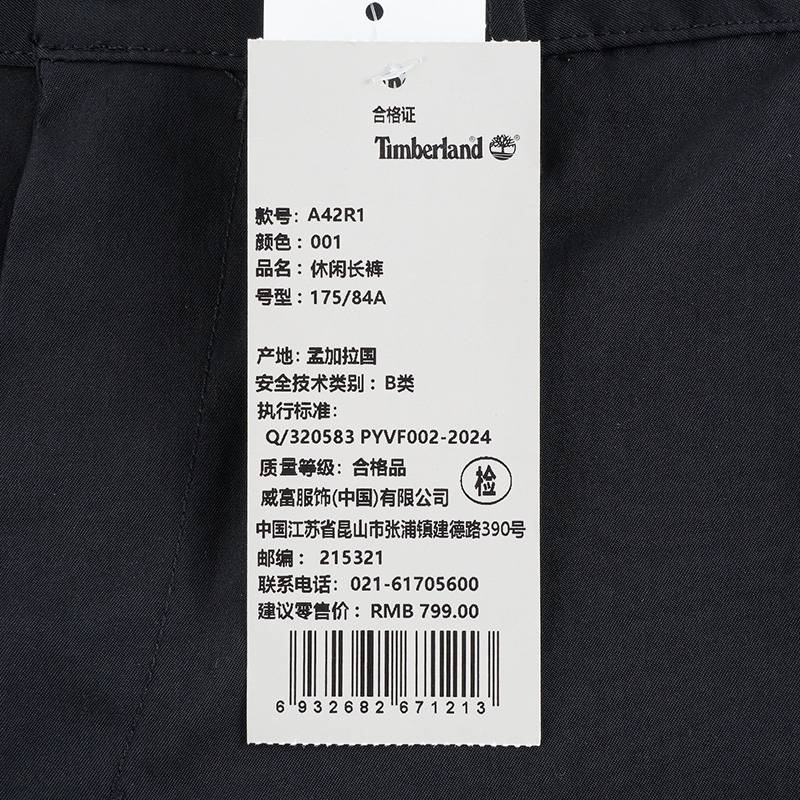 合格证
Timberland®
款号：A42R1
颜色：001
品名：休闲长裤
号型：175/84A
产地：孟加拉国
安全技术类别：B类
执行标准：
Q/320583 PYVF002-2024
质量等级：合格品
检
威富服饰(中国)有限公司
中国江苏省昆山市张浦镇建德路390号
邮编：215321
联系电话：021-61705600
建议零售价：RMB 799.00
6 932682 671213